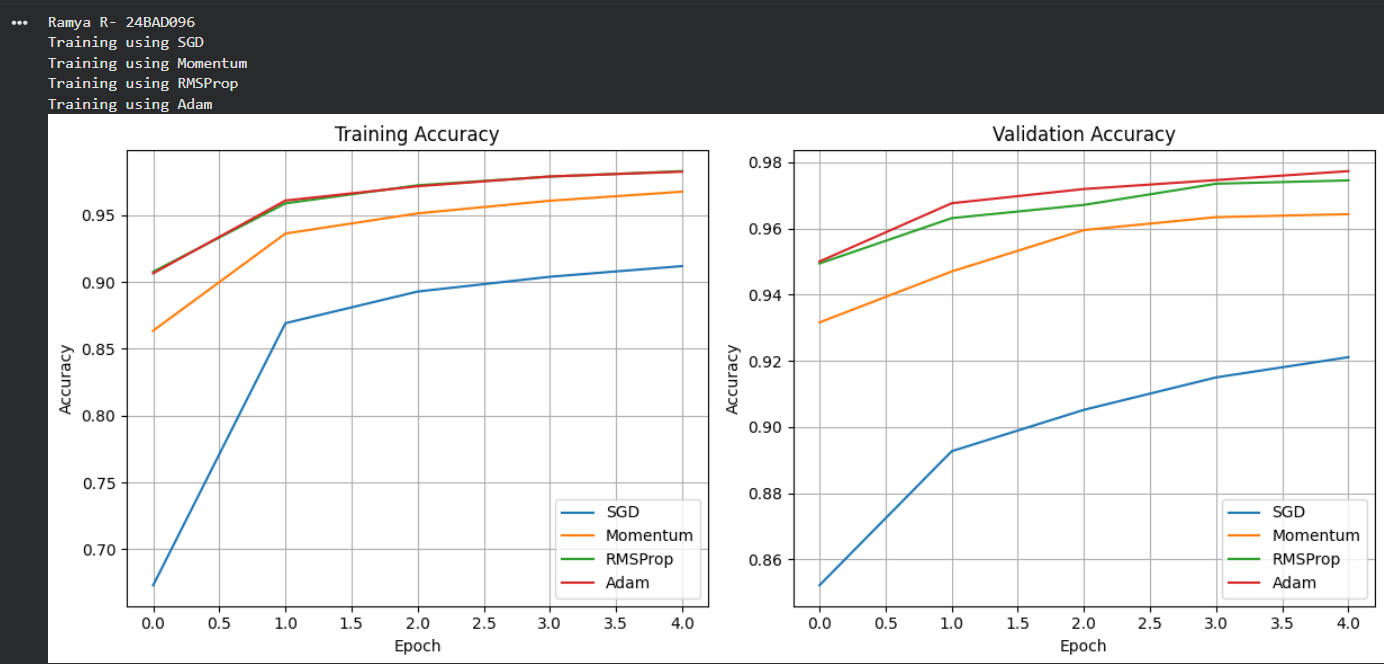 Ramya R- 24BAD096
Training using SGD
Training using Momentum
Training using RMSProp
Training using Adam
Training Accuracy
Accuracy
0.95
0.90
0.85
0.80
0.75
0.70
0.0 0.5 1.0 1.5 2.0 2.5 3.0 3.5 4.0
Epoch
SGD
Momentum
RMSProp
Adam
Validation Accuracy
Accuracy
0.98
0.96
0.94
0.92
0.90
0.88
0.86
0.0 0.5 1.0 1.5 2.0 2.5 3.0 3.5 4.0
Epoch
SGD
Momentum
RMSProp
Adam